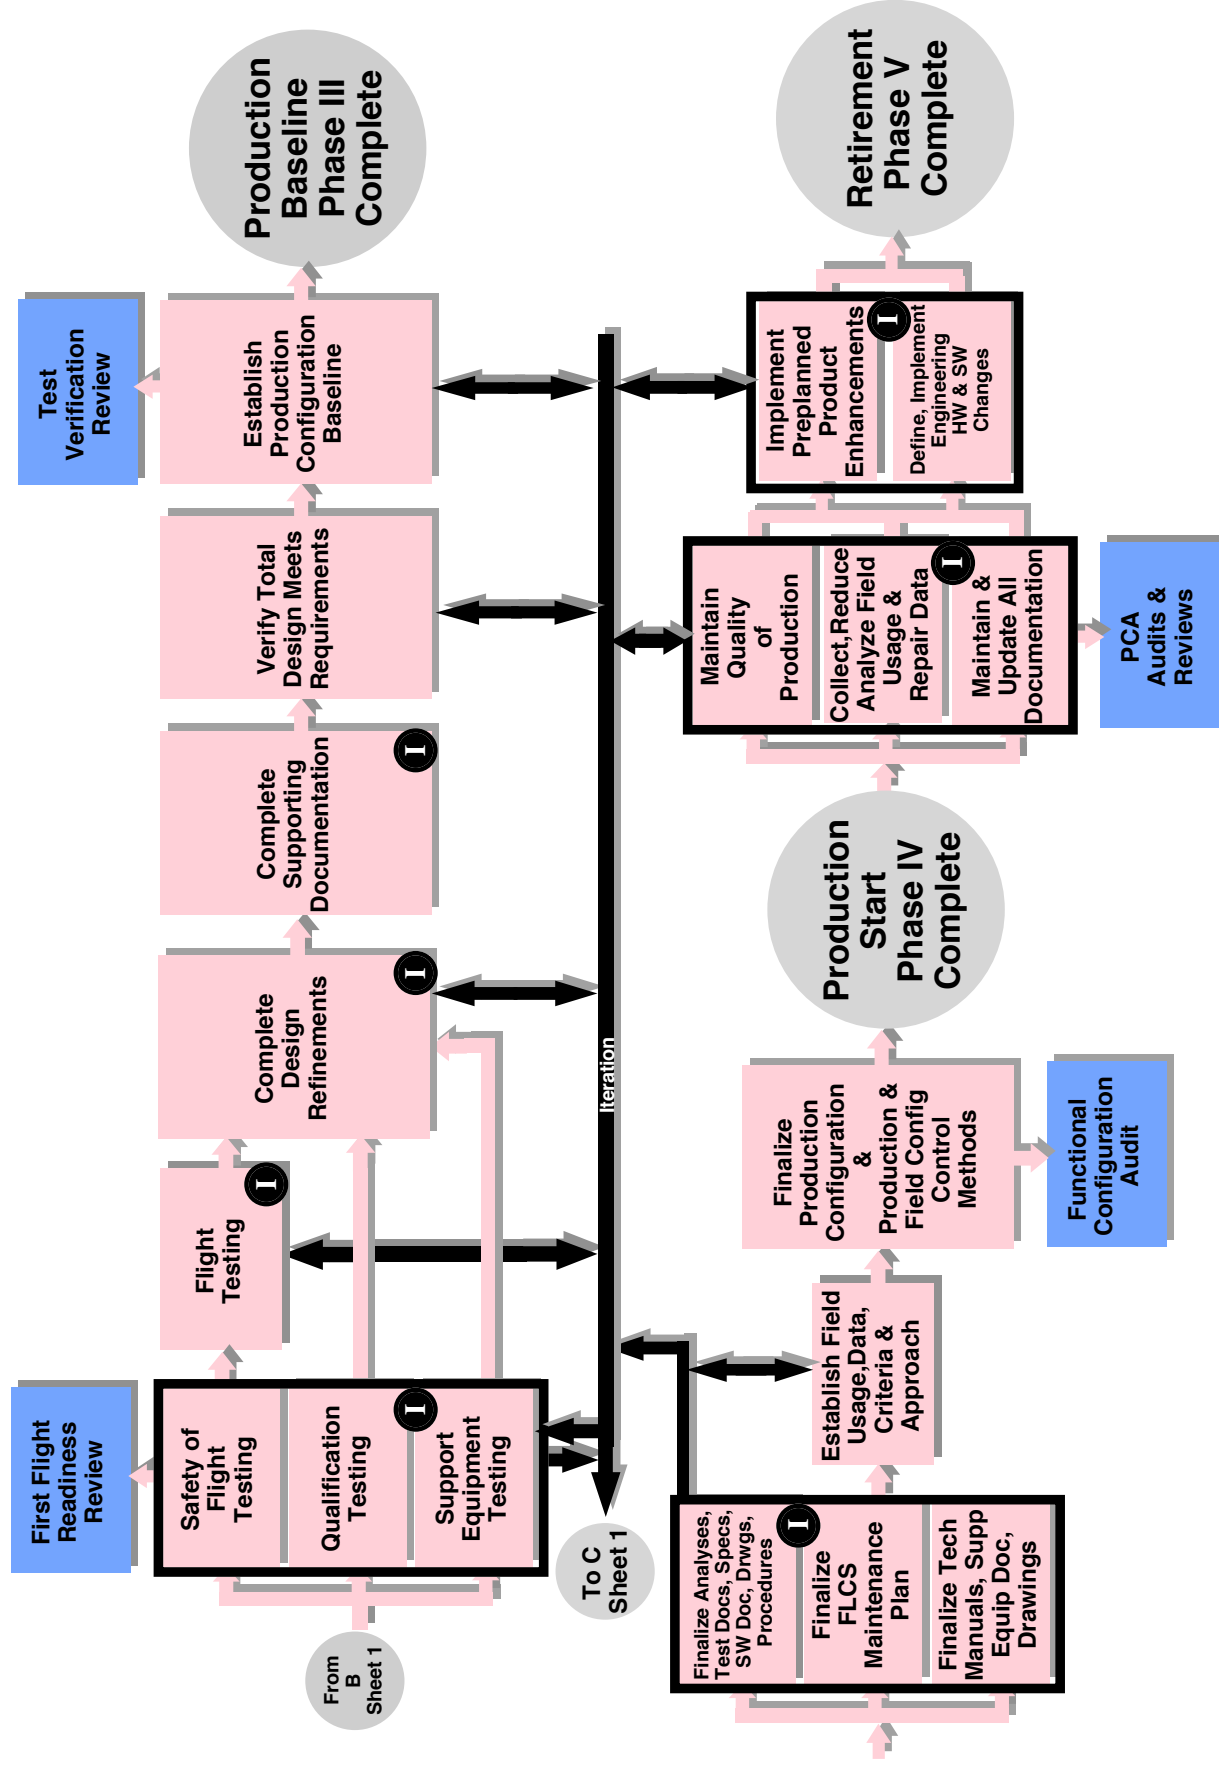 First Flight
Readiness
Review
Test
Verification
Review
From
B
Sheet 1
Safety of
Flight
Testing
Qualification
Testing
Support
Equipment
Testing
I
Flight
Testing
I
Complete
Design
Refinements
I
Complete
Supporting
Documentation
I
Verify Total
Design Meets
Requirements
Establish
Production
Configuration
Baseline
Production
Baseline
Phase III
Complete
To C
Sheet 1
Iteration
Finalize Analyses,
Test Docs, Specs,
SW Doc, Drwgs,
Procedures
I
Finalize
FLCS
Maintenance
Plan
Finalize Tech
Manuals, Supp
Equip Doc,
Drawings
Establish Field
Usage,Data,
Criteria &
Approach
Finalize
Production
Configuration
&
Production &
Field Config
Control
Methods
Functional
Configuration
Audit
Production
Start
Phase IV
Complete
Maintain
Quality
of
Production
Collect,Reduce
Analyze Field
Usage &
Repair Data
I
Maintain &
Update All
Documentation
PCA
Audits &
Reviews
Implement
Preplanned
Product
Enhancements
I
Define, Implement
Engineering
HW & SW
Changes
Retirement
Phase V
Complete